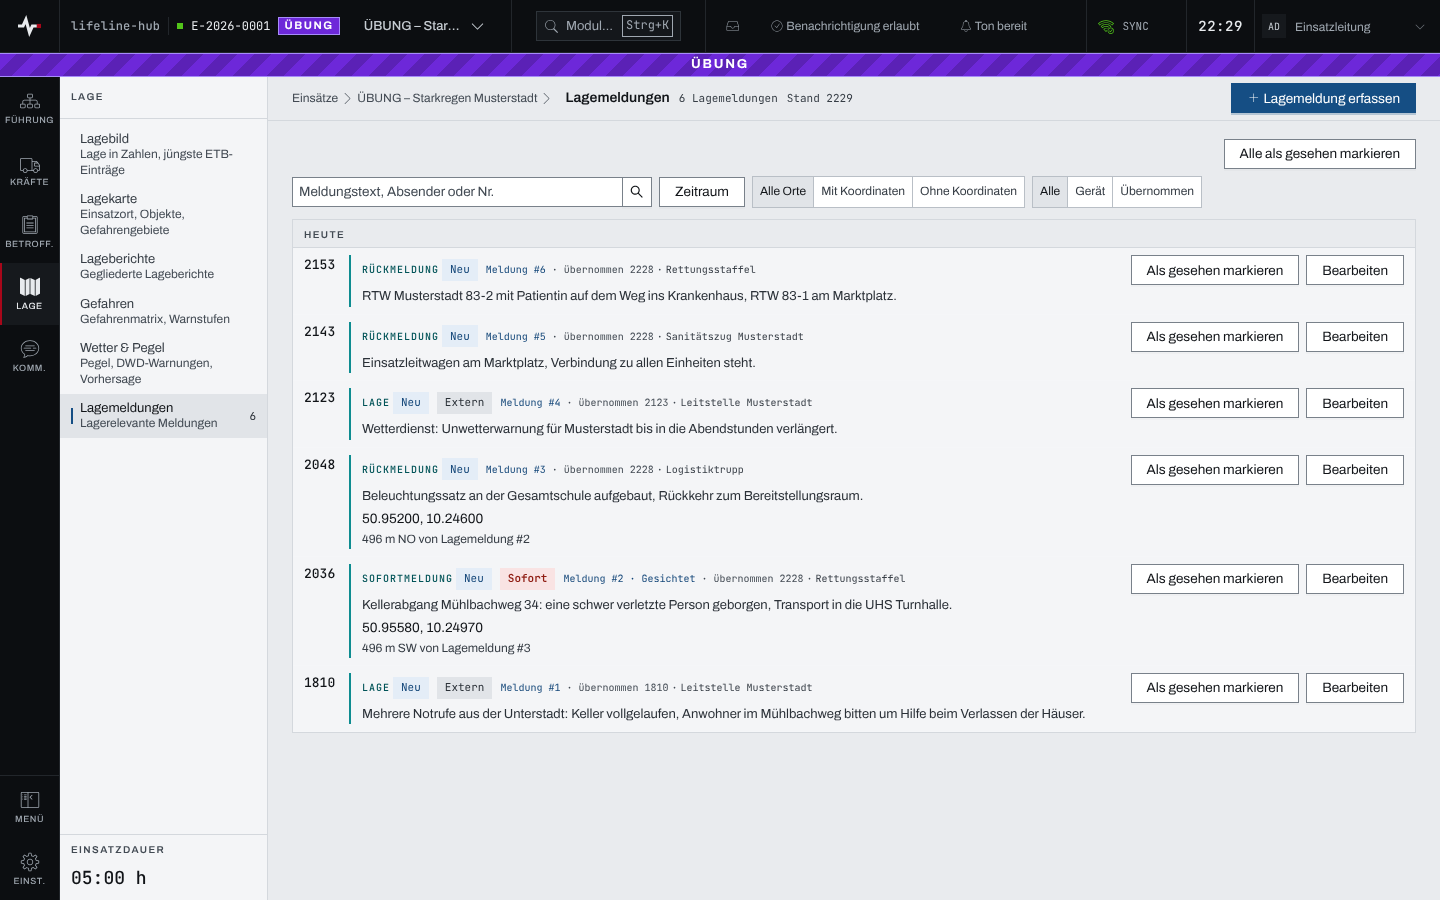 lifeline-hub E-2026-0001 ÜBUNG ÜBUNG – Star... Modul... Strg+K Benachrichtigung erlaubt Ton bereit SYNC 22:29 AD Einsatzleitung
ÜBUNG
FÜHRUNG
KRÄFTE
BETROFF.
LAGE
KOMM.
MENÜ
EINST.
LAGE
Lagebild
Lage in Zahlen, jüngste ETB-
Einträge
Lagekarte
Einsatzort, Objekte,
Gefahrengebiete
Lageberichte
Gegliederte Lageberichte
Gefahren
Gefahrenmatrix, Warnstufen
Wetter & Pegel
Pegel, DWD-Warnungen,
Vorhersage
Lagemeldungen 6
Lagerelevante Meldungen
EINSATZDAUER
05:00 h
Einsätze ÜBUNG – Starkregen Musterstadt Lagemeldungen 6 Lagemeldungen Stand 2229 + Lagemeldung erfassen
Alle als gesehen markieren
Meldungstext, Absender oder Nr. Zeitraum Alle Orte Mit Koordinaten Ohne Koordinaten Alle Gerät Übernommen
HEUTE
2153 RÜCKMELDUNG Neu Meldung #6 · übernommen 2228 · Rettungsstaffel Als gesehen markieren Bearbeiten
RTW Musterstadt 83-2 mit Patientin auf dem Weg ins Krankenhaus, RTW 83-1 am Marktplatz.
2143 RÜCKMELDUNG Neu Meldung #5 · übernommen 2228 · Sanitätszug Musterstadt Als gesehen markieren Bearbeiten
Einsatzleitwagen am Marktplatz, Verbindung zu allen Einheiten steht.
2123 LAGE Neu Extern Meldung #4 · übernommen 2123 · Leitstelle Musterstadt Als gesehen markieren Bearbeiten
Wetterdienst: Unwetterwarnung für Musterstadt bis in die Abendstunden verlängert.
2048 RÜCKMELDUNG Neu Meldung #3 · übernommen 2228 · Logistiktrupp Als gesehen markieren Bearbeiten
Beleuchtungssatz an der Gesamtschule aufgebaut, Rückkehr zum Bereitstellungsraum.
50.95200, 10.24600
496 m NO von Lagemeldung #2
2036 SOFORTMELDUNG Neu Sofort Meldung #2 · Gesichtet · übernommen 2228 · Rettungsstaffel Als gesehen markieren Bearbeiten
Kellerabgang Mühlbachweg 34: eine schwer verletzte Person geborgen, Transport in die UHS Turnhalle.
50.95580, 10.24970
496 m SW von Lagemeldung #3
1810 LAGE Neu Extern Meldung #1 · übernommen 1810 · Leitstelle Musterstadt Als gesehen markieren Bearbeiten
Mehrere Notrufe aus der Unterstadt: Keller vollgelaufen, Anwohner im Mühlbachweg bitten um Hilfe beim Verlassen der Häuser.